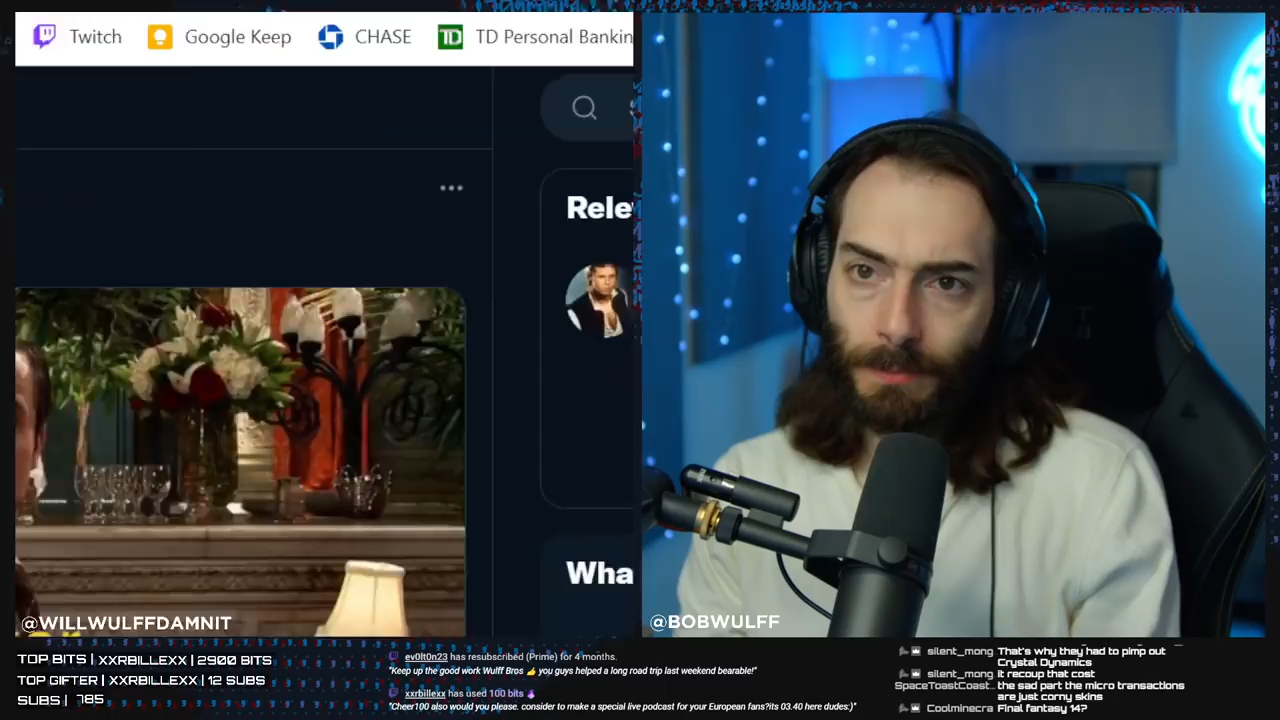 Twitch Google Keep CHASE TD TD Personal Bankin
Rele
Wha
@WILLWULFFDAMNIT
@BOBWULFF
TOP BITS | XXRBILLEXX | 2900 BITS
TOP GIFTER | XXRBILLEXX | 12 SUBS
SUBS | 785
ev0lt0n23 has resubscribed (Prime) for 4 months.
"Keep up the good work Wulff Bros 👍 you guys helped a long road trip last weekend bearable!"
xxrbillexx has used 100 bits
"Cheer100 also would you please. consider to make a special live podcast for your European fans?its 03.40 here dudes:)"
silent_mong That's why they had to pimp out
Crystal Dynamics
silent_mong it recoup that cost
SpaceToastCoast... the sad part the micro transactions
are just corny skins
Coolminecra Final fantasy 14?